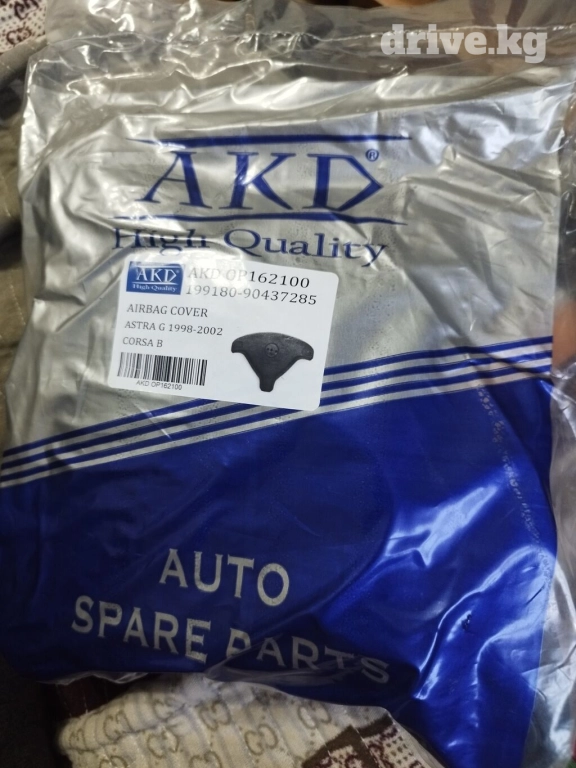 drive.kg
AKD®
High Quality
AKD
High Quality
AKD OP162100
199180-90437285
AIRBAG COVER
ASTRA G 1998-2002
CORSA B
AKD OP162100
AUTO
SPARE PARTS